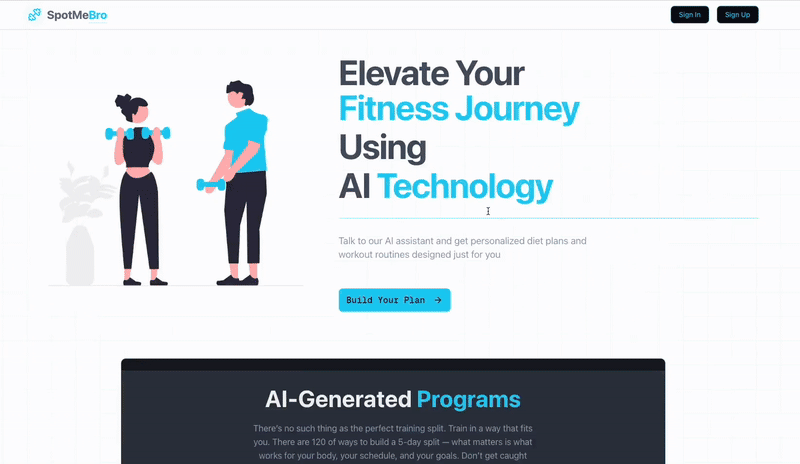 SpotMeBro
Sign In
Sign Up
Elevate Your
Fitness Journey
Using
AI Technology
Talk to our AI assistant and get personalized diet plans and
workout routines designed just for you
Build Your Plan →
AI-Generated Programs
There's no such thing as the perfect training split. Train in a way that fits
you. There are 120 of ways to build a 5-day split — what matters is what
works for your body, your schedule, and your goals. Don't get caught